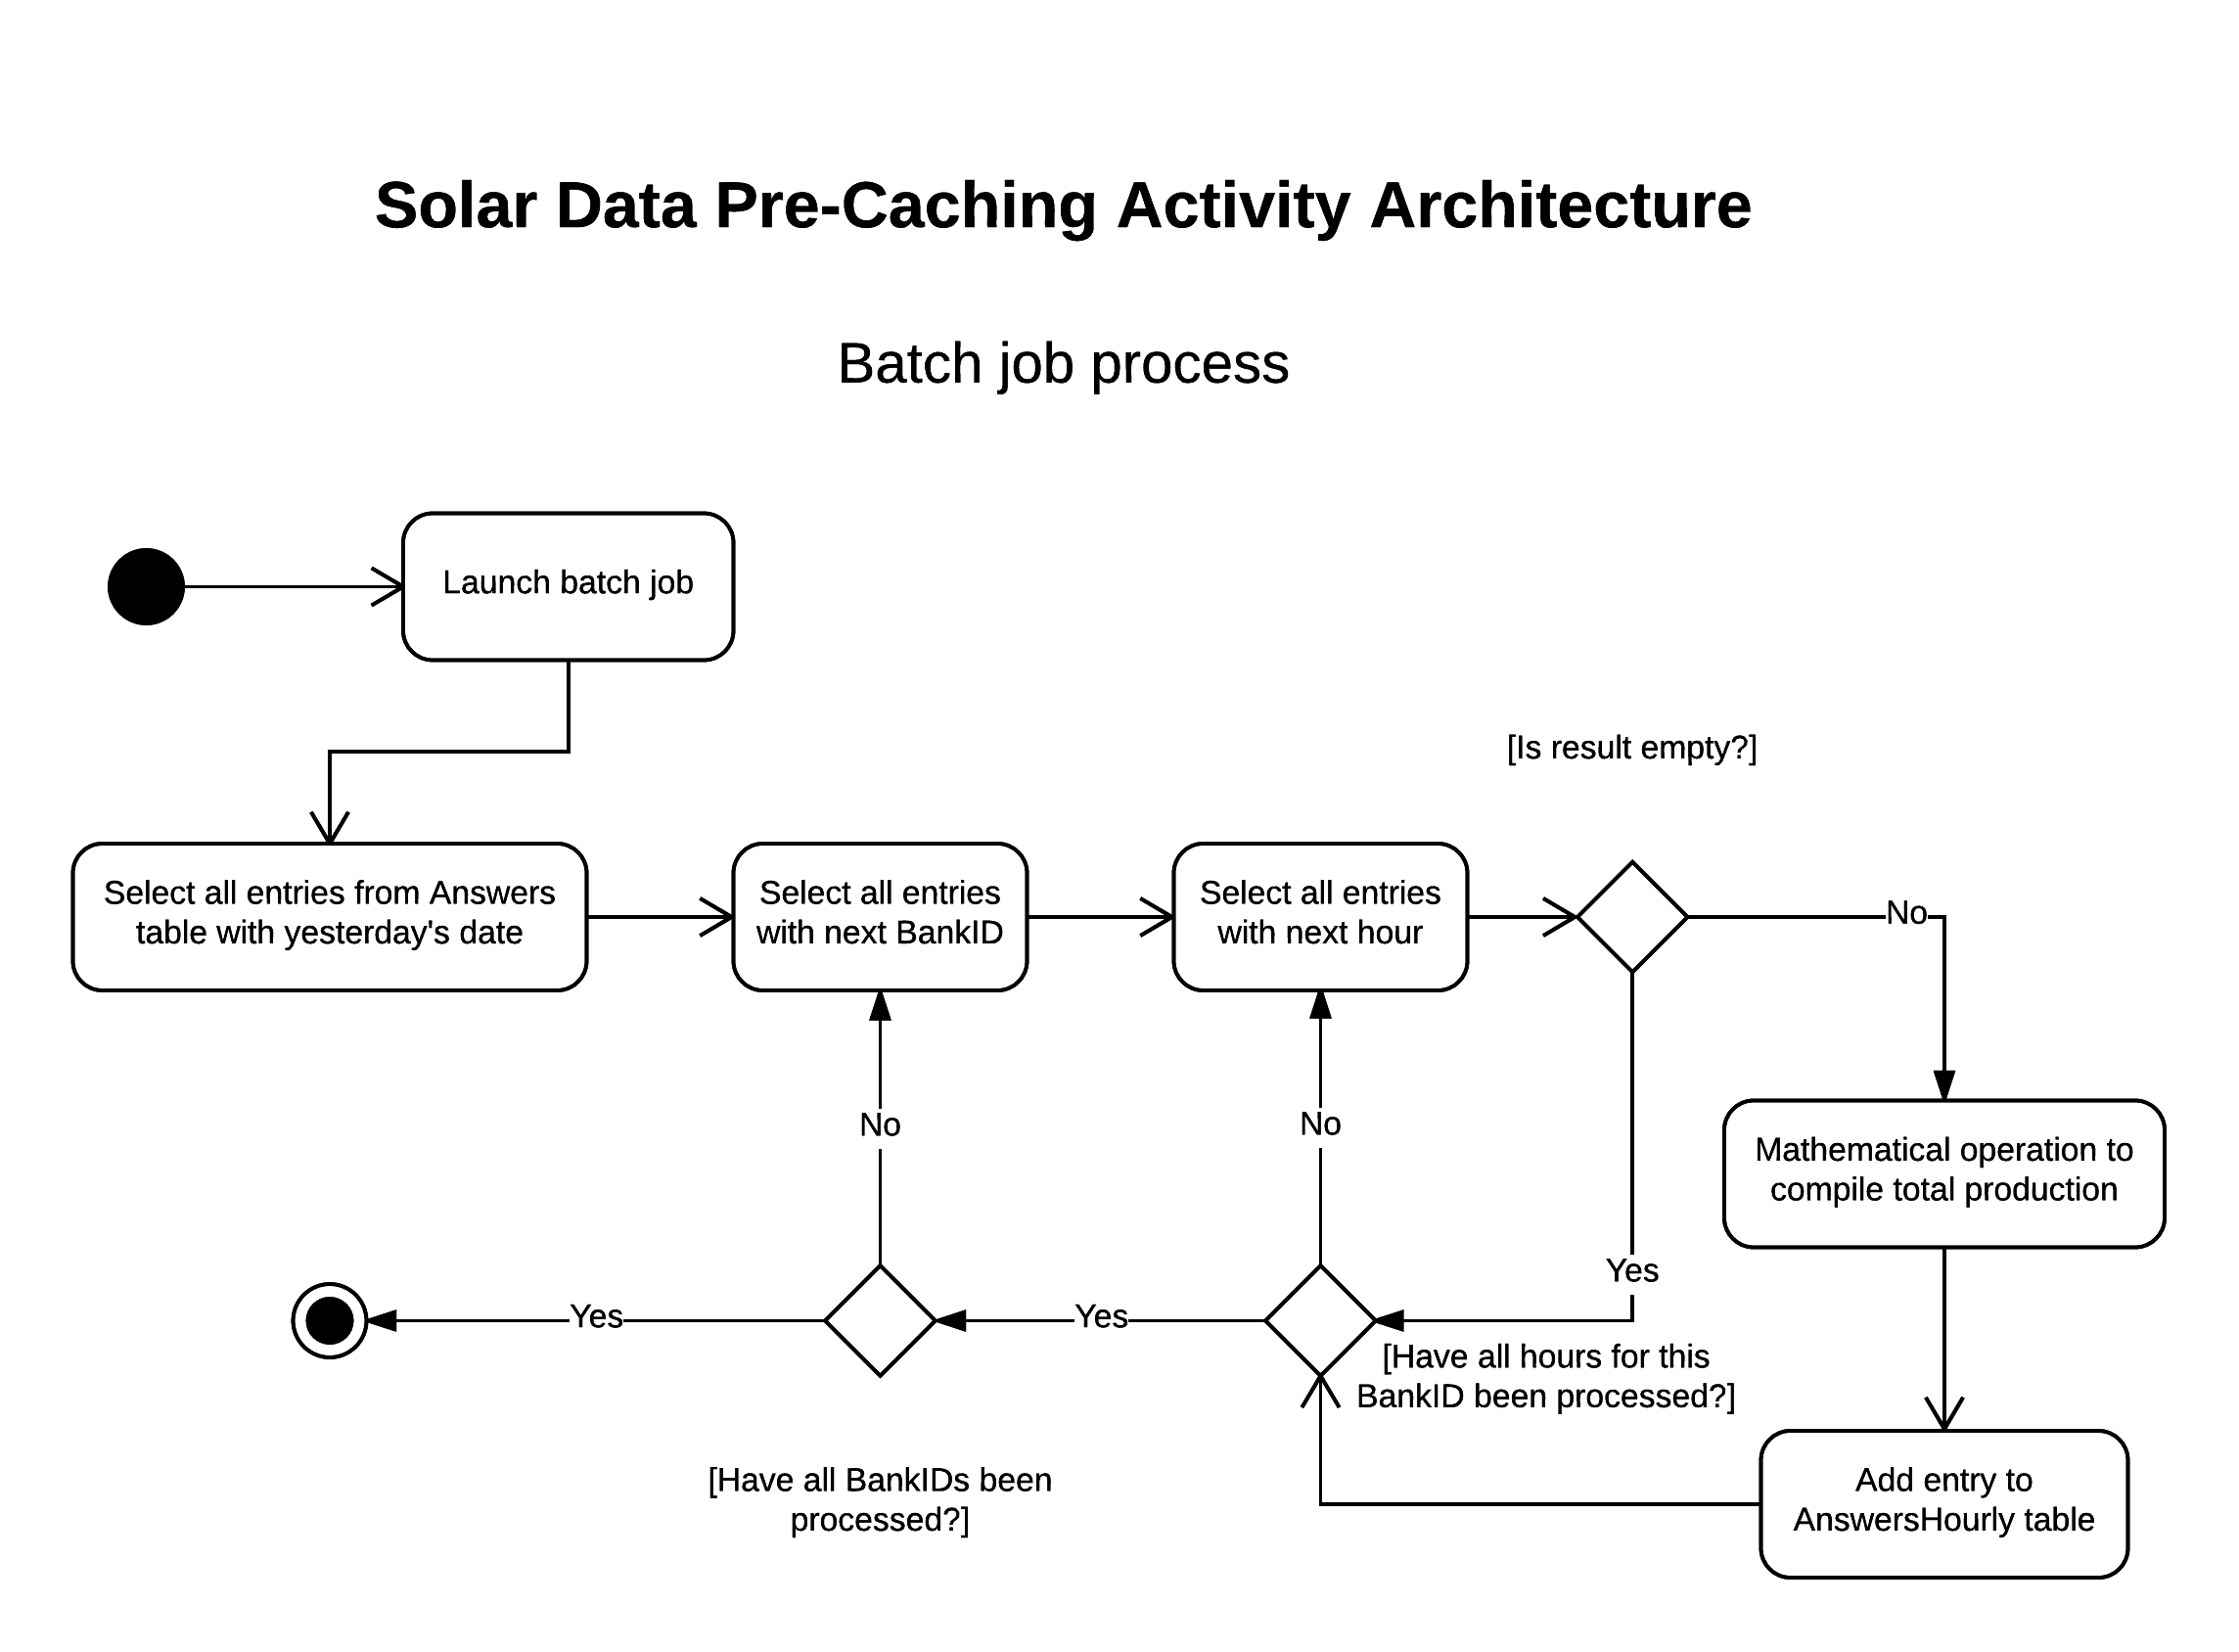 Solar Data Pre-Caching Activity Architecture
Batch job process
Launch batch job
[Is result empty?]
Select all entries from Answers
table with yesterday's date
Select all entries
with next BankID
Select all entries
with next hour
No
Mathematical operation to
compile total production
No
No
Yes
Yes
Yes
[Have all hours for this
BankID been processed?]
[Have all BankIDs been
processed?]
Add entry to
AnswersHourly table